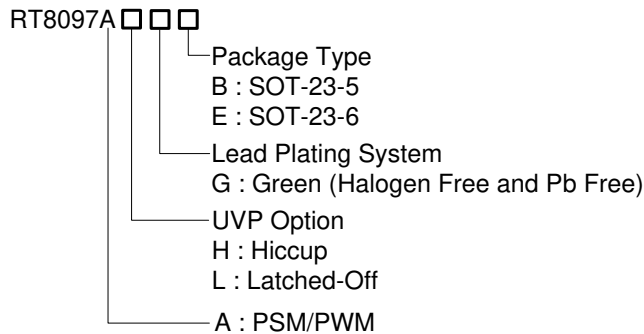 RT8097A
Package Type
B : SOT-23-5
E : SOT-23-6
Lead Plating System
G : Green (Halogen Free and Pb Free)
UVP Option
H : Hiccup
L : Latched-Off
A : PSM/PWM